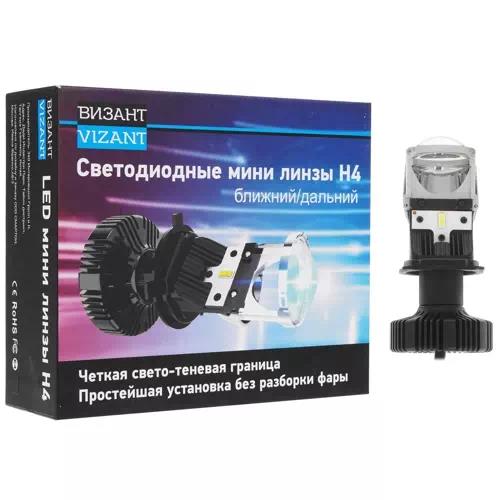 ВИЗАНТ
VIZANT
Светодиодные мини линзы H4
ближний/дальний
Четкая свето-теневая граница
Простейшая установка без разборки фары
ВИЗАНТ
VIZANT
LED МИНИ ЛИНЗЫ H4
CE RoHS FC